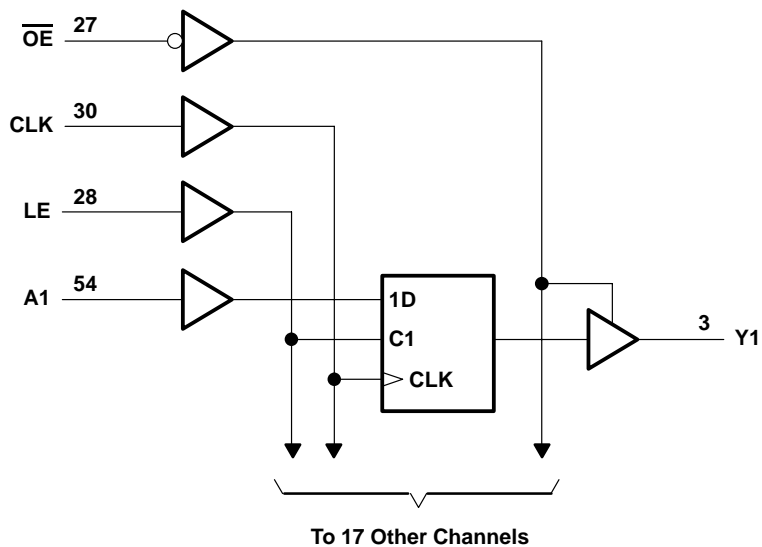 OE 27
CLK 30
LE 28
A1 54
1D
C1
CLK
3 Y1
To 17 Other Channels